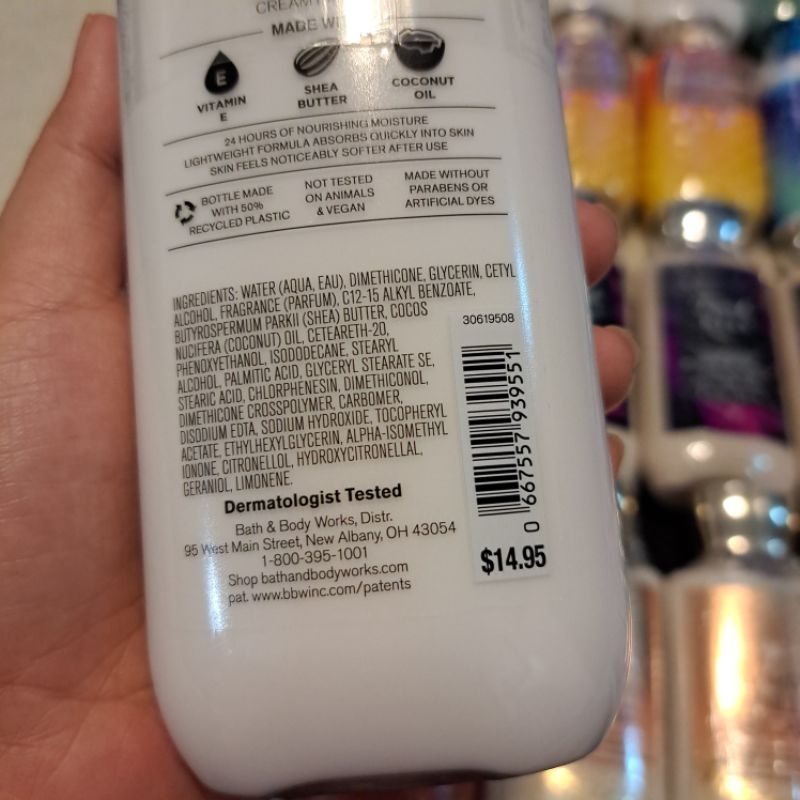 MADE
E
VITAMIN
E
SHEA
BUTTER
COCONUT
OIL
24 HOURS OF NOURISHING MOISTURE
LIGHTWEIGHT FORMULA ABSORBS QUICKLY INTO SKIN
SKIN FEELS NOTICEABLY SOFTER AFTER USE
BOTTLE MADE
WITH 50%
RECYCLED PLASTIC
NOT TESTED
ON ANIMALS
& VEGAN
MADE WITHOUT
PARABENS OR
ARTIFICIAL DYES
INGREDIENTS: WATER (AQUA, EAU), DIMETHICONE, GLYCERIN, CETYL
ALCOHOL, FRAGRANCE (PARFUM), C12-15 ALKYL BENZOATE,
BUTYROSPERMUM PARKII (SHEA) BUTTER, COCOS
NUCIFERA (COCONUT) OIL, CETEARETH-20,
PHENOXYETHANOL, ISODODECANE, STEARYL
ALCOHOL, PALMITIC ACID, GLYCERYL STEARATE SE,
STEARIC ACID, CHLORPHENESIN, DIMETHICONOL,
DIMETHICONE CROSSPOLYMER, CARBOMER,
DISODIUM EDTA, SODIUM HYDROXIDE, TOCOPHERYL
ACETATE, ETHYLHEXYLGLYCERIN, ALPHA-ISOMETHYL
IONONE, CITRONELLOL, HYDROXYCITRONELLAL,
GERANIOL, LIMONENE.
30619508
0 667557 939551
$14.95
Dermatologist Tested
Bath & Body Works, Distr.
95 West Main Street, New Albany, OH 43054
1-800-395-1001
Shop bathandbodyworks.com
pat. www.bbwinc.com/patents